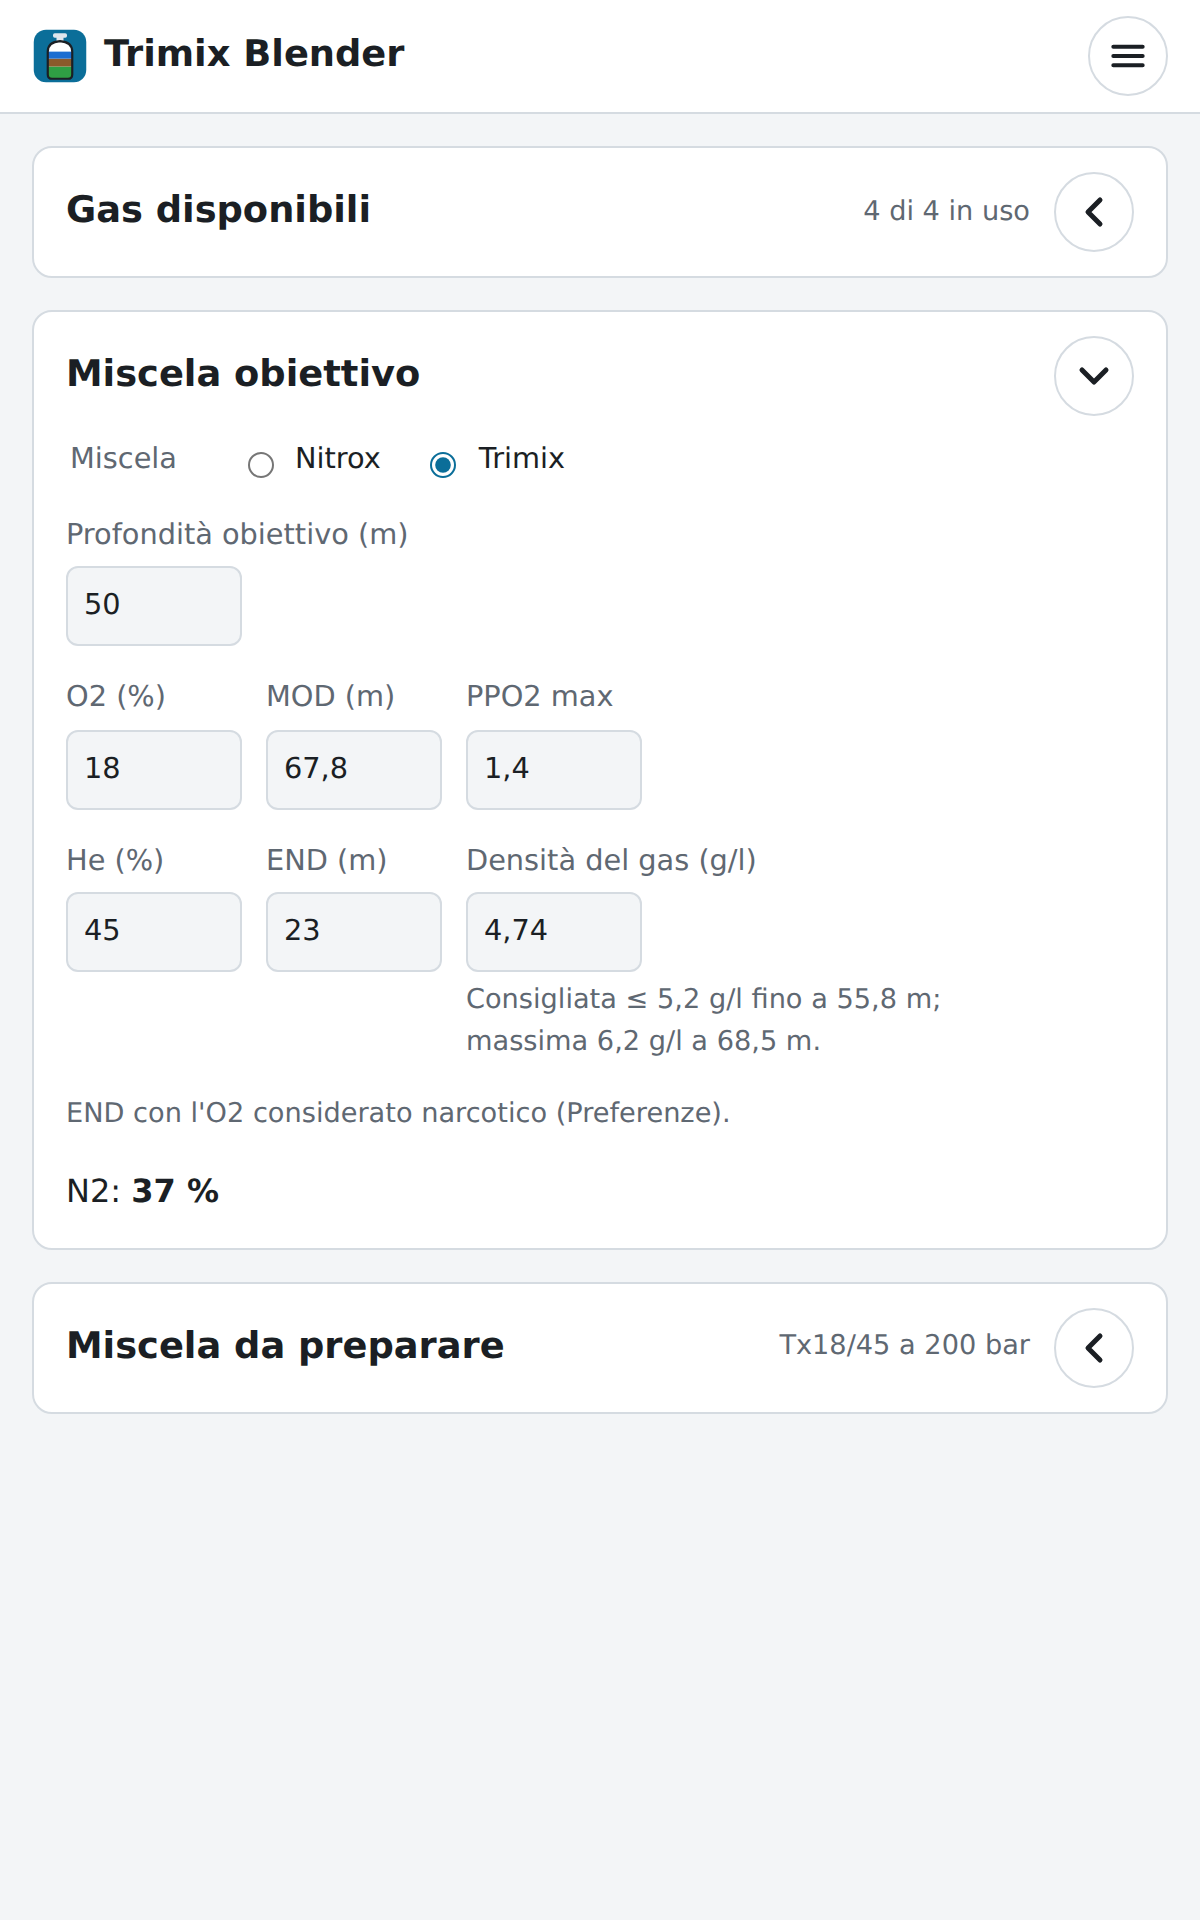 Trimix Blender
Gas disponibili
4 di 4 in uso
Miscela obiettivo
Miscela Nitrox Trimix
Profondità obiettivo (m)
50
O2 (%) MOD (m) PPO2 max
18 67,8 1,4
He (%) END (m) Densità del gas (g/l)
45 23 4,74
Consigliata ≤ 5,2 g/l fino a 55,8 m;
massima 6,2 g/l a 68,5 m.
END con l'O2 considerato narcotico (Preferenze).
N2: 37 %
Miscela da preparare
Tx18/45 a 200 bar